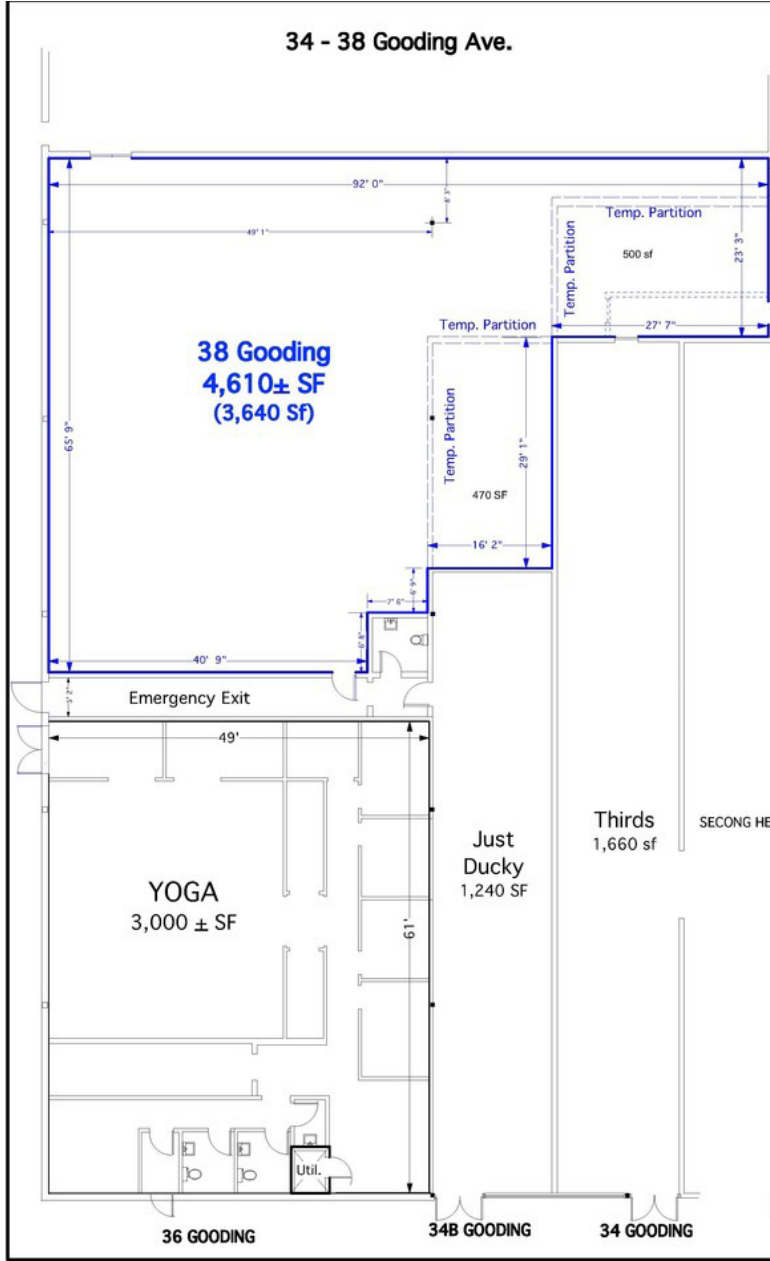 34 - 38 Gooding Ave.
92' 0"
8' 3"
49' 1"
Temp. Partition
Temp. Partition
500 sf
23' 3"
27' 7"
Temp. Partition
38 Gooding
4,610± SF
(3,640 Sf)
65' 9"
Temp. Partition
29' 1"
470 SF
16' 2"
6' 9"
7' 6"
6' 8"
40' 9"
5' 2"
Emergency Exit
49'
61'
YOGA
3,000 ± SF
Just
Ducky
1,240 SF
Thirds
1,660 sf
SECONG HE
Util.
36 GOODING
34B GOODING
34 GOODING